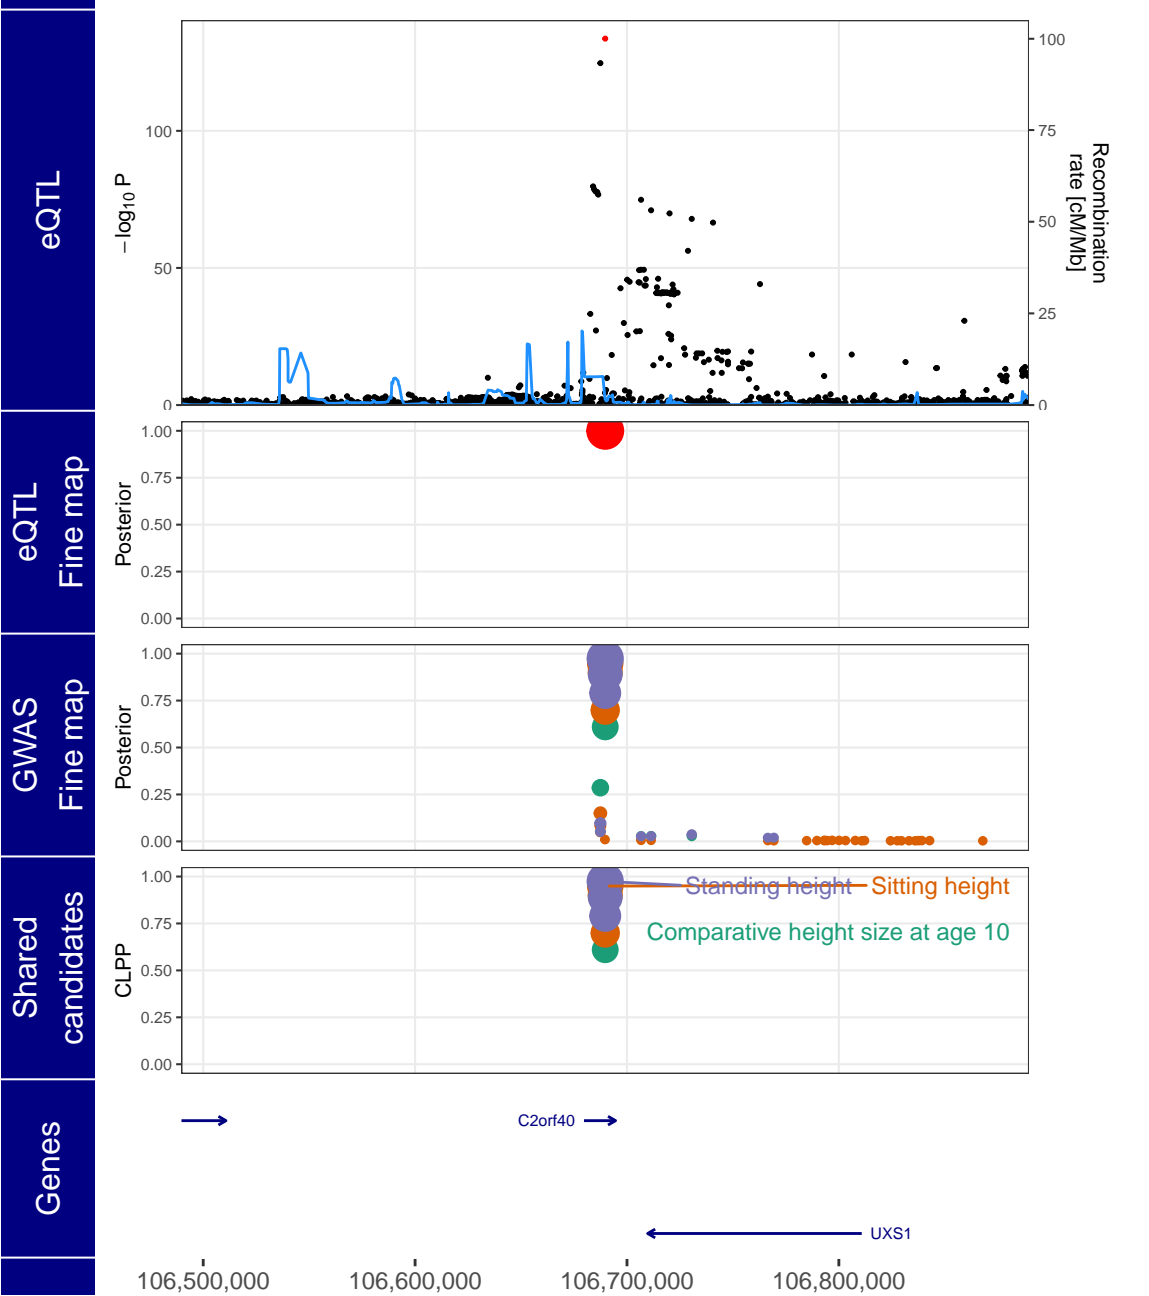 eQTL
−log10 P
100
50
0
100
75
50
25
0
Recombination
rate [cM/Mb]
eQTL
Fine map
Posterior
1.00
0.75
0.50
0.25
0.00
GWAS
Fine map
Posterior
1.00
0.75
0.50
0.25
0.00
Shared
candidates
CLPP
1.00
0.75
0.50
0.25
0.00
Standing height
Sitting height
Comparative height size at age 10
Genes
C2orf40
UXS1
106,500,000
106,600,000
106,700,000
106,800,000